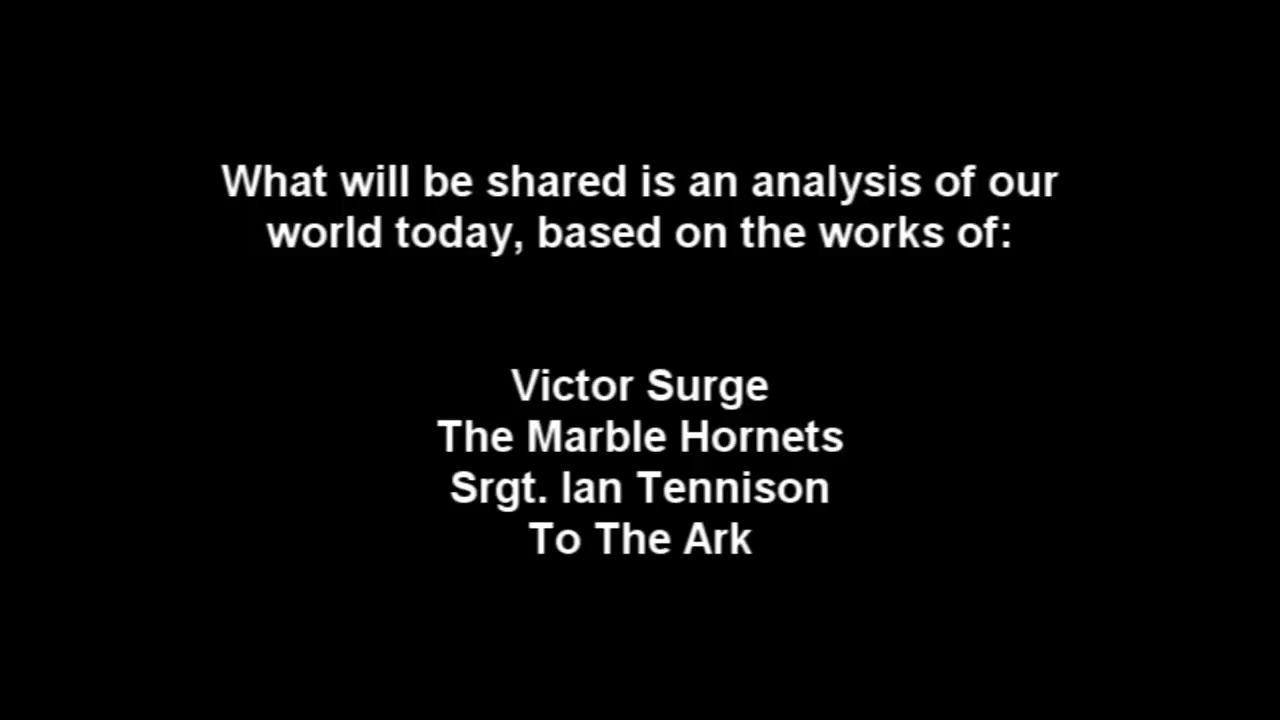 What will be shared is an analysis of our
world today, based on the works of:
Victor Surge
The Marble Hornets
Srgt. Ian Tennison
To The Ark